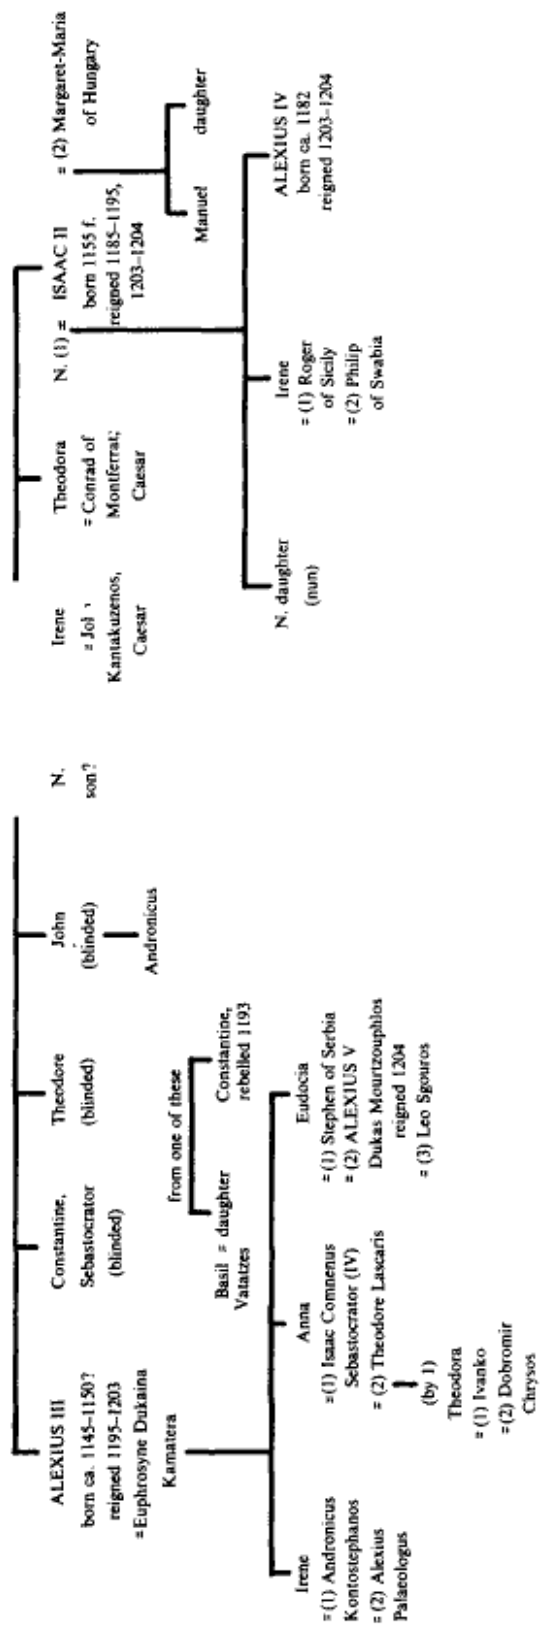 ALEXIUS III
born ca. 1145–1150?
reigned 1195–1203
= Euphrosyne Dukaina
Kamatera
Constantine,
Sebastocrator
(blinded)
Theodore
(blinded)
John
(blinded)
Andronicus
N.
son?
Irene
Kantakuzenos,
Caesar
Theodora
= Conrad of
Montferrat;
Caesar
N. (1) =
ISAAC II
born 1155 f.
reigned 1185–1195,
1203–1204
= (2) Margaret-Maria
of Hungary
from one of these
Basil = daughter
Vatatzes
Constantine,
rebelled 1193
Manuel
daughter
Irene
= (1) Andronicus
Kontostephanos
= (2) Alexius
Palaeologus
Anna
=(1) Isaac Comnenus
Sebastocrator (IV)
= (2) Theodore Lascaris
(by 1)
Theodora
= (1) Ivanko
=(2) Dobromir
Chrysos
Eudocia
= (1) Stephen of Serbia
= (2) ALEXIUS V
Dukas Mourtzouphlos
reigned 1204
= (3) Leo Sgouros
N. daughter
(nun)
Irene
= (1) Roger
of Sicily
= (2) Philip
of Swabia
ALEXIUS IV
born ca. 1182
reigned 1203–1204